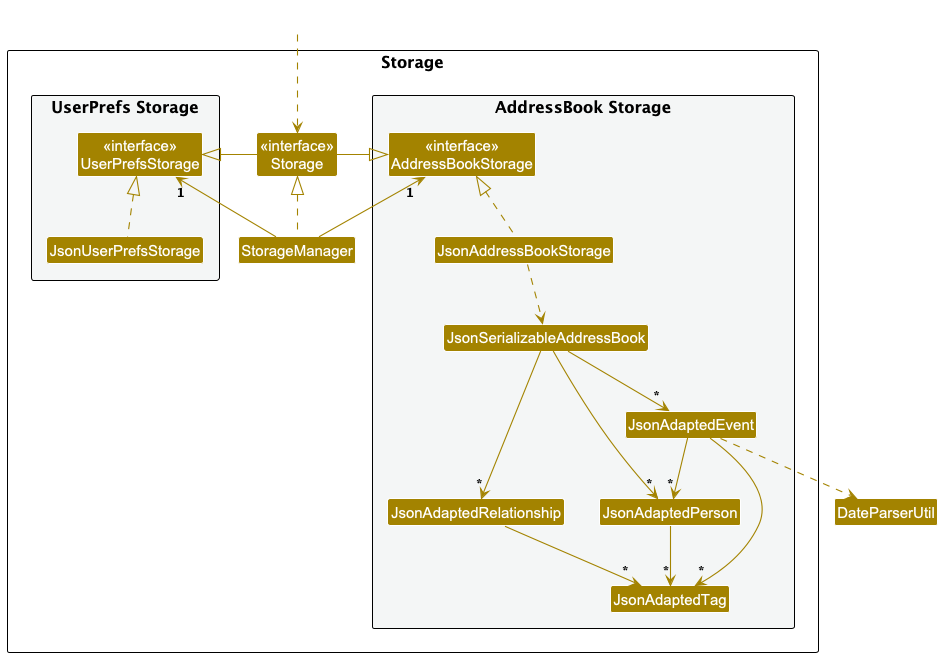 Storage
UserPrefs Storage
AddressBook Storage
«interface»
UserPrefsStorage
«interface»
Storage
«interface»
AddressBookStorage
1
1
JsonUserPrefsStorage
StorageManager
JsonAddressBookStorage
JsonSerializableAddressBook
*
JsonAdaptedEvent
*
*
*
JsonAdaptedRelationship
JsonAdaptedPerson
DateParserUtil
*
*
*
JsonAdaptedTag